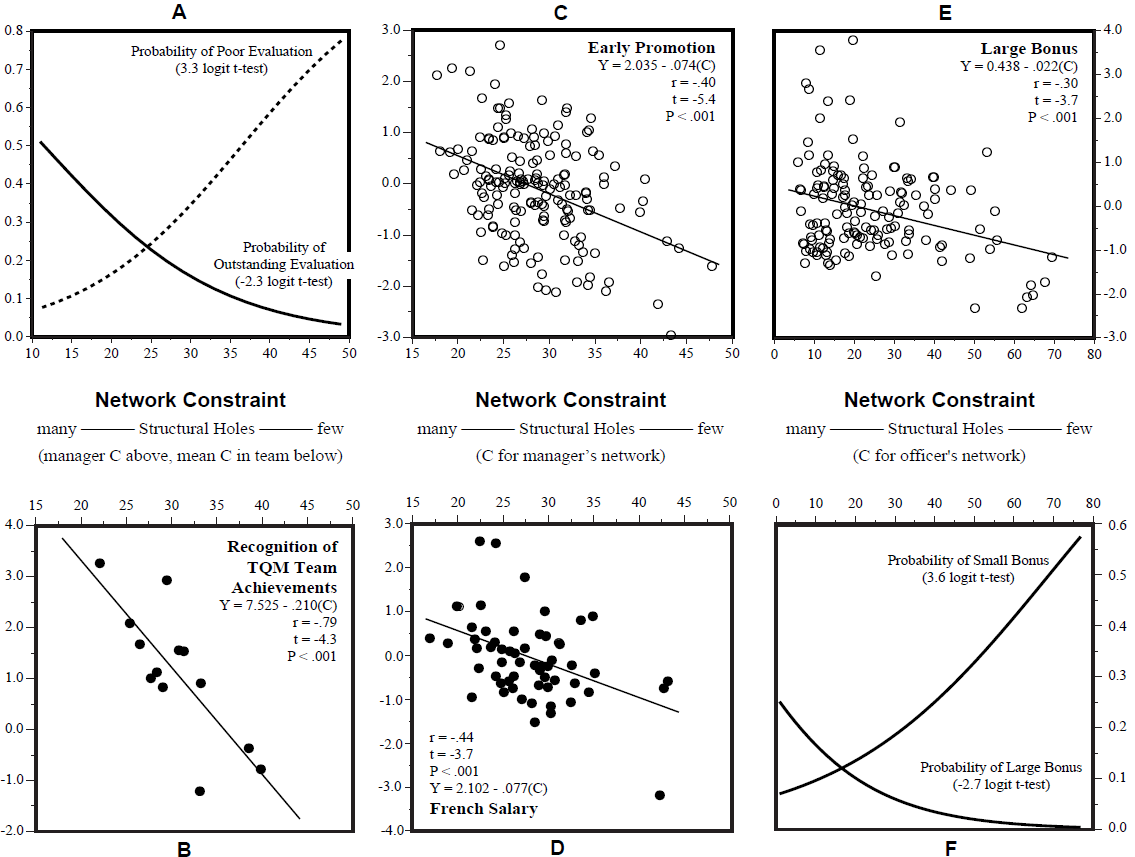 A
0.8
0.7
0.6
0.5
0.4
0.3
0.2
0.1
0.0
10 15 20 25 30 35 40 45 50
Probability of Poor Evaluation
(3.3 logit t-test)
Probability of
Outstanding Evaluation
(-2.3 logit t-test)
C
3.0
2.0
1.0
0.0
-1.0
-2.0
-3.0
15 20 25 30 35 40 45 50
Early Promotion
Y = 2.035 - .074(C)
r = -.40
t = -5.4
P < .001
E
4.0
3.0
2.0
1.0
0.0
-1.0
-2.0
-3.0
0 10 20 30 40 50 60 70 80
Large Bonus
Y = 0.438 - .022(C)
r = -.30
t = -3.7
P < .001
Network Constraint
many ——— Structural Holes ——— few
(manager C above, mean C in team below)
Network Constraint
many ——— Structural Holes ——— few
(C for manager’s network)
Network Constraint
many ——— Structural Holes ——— few
(C for officer's network)
15 20 25 30 35 40 45 50
4.0
3.0
2.0
1.0
0.0
-1.0
-2.0
Recognition of
TQM Team
Achievements
Y = 7.525 - .210(C)
r = -.79
t = -4.3
P < .001
B
15 20 25 30 35 40 45 50
3.0
2.0
1.0
0.0
-1.0
-2.0
-3.0
-4.0
r = -.44
t = -3.7
P < .001
Y = 2.102 - .077(C)
French Salary
D
0 10 20 30 40 50 60 70 80
0.6
0.5
0.4
0.3
0.2
0.1
0.0
Probability of Small Bonus
(3.6 logit t-test)
Probability of Large Bonus
(-2.7 logit t-test)
F